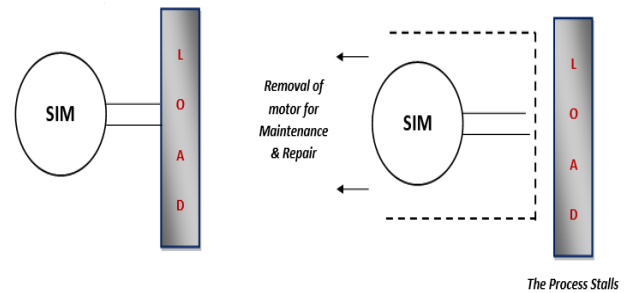 SIM
L
O
A
D
Removal of
motor for
Maintenance
& Repair
SIM
L
O
A
D
The Process Stalls